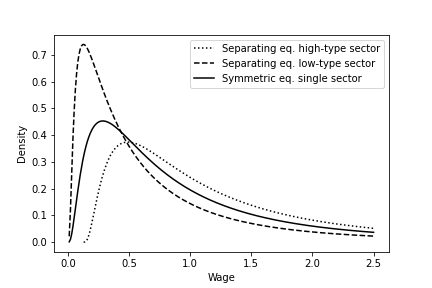 Separating eq. high-type sector
Separating eq. low-type sector
Symmetric eq. single sector
Density
0.7
0.6
0.5
0.4
0.3
0.2
0.1
0.0
0.0 0.5 1.0 1.5 2.0 2.5
Wage